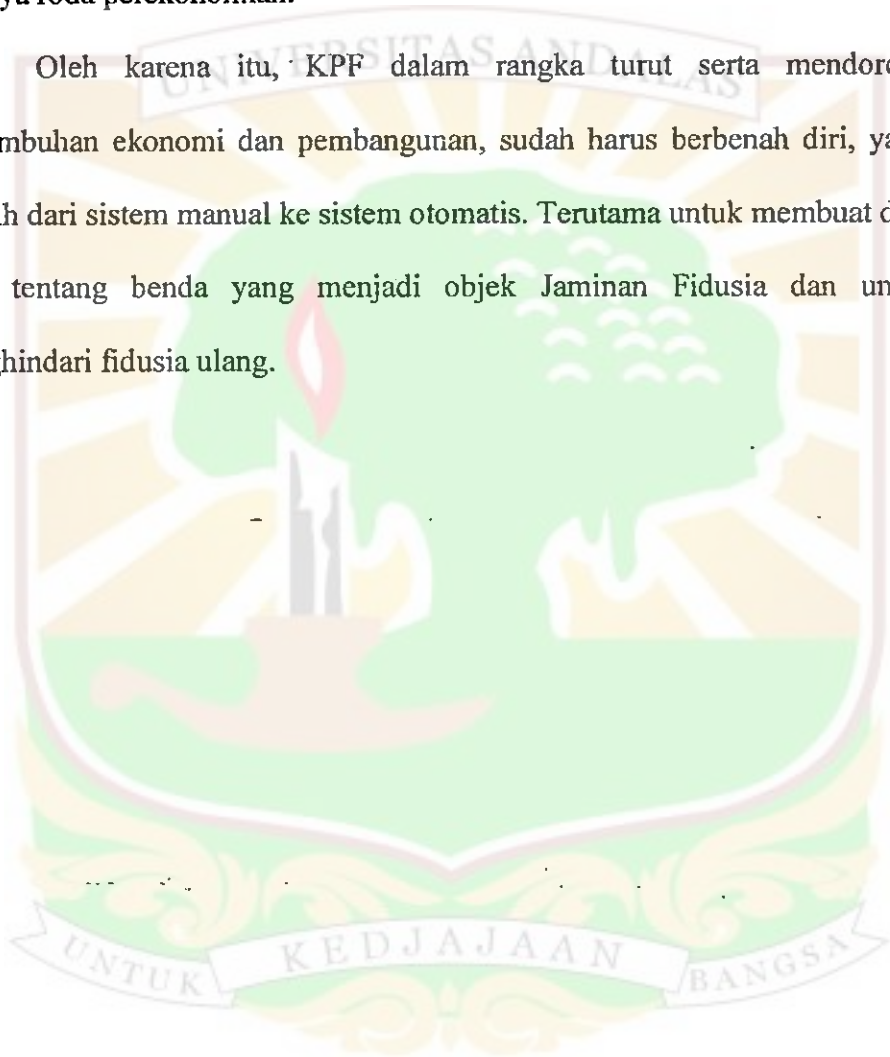 roda perekonomian.
UNIVERSITAS ANDALAS
Oleh karena itu, KPF dalam rangka turut serta mendoro
mbuhan ekonomi dan pembangunan, sudah harus berbenah diri, ya
h dari sistem manual ke sistem otomatis. Terutama untuk membuat d
tentang benda yang menjadi objek Jaminan Fidusia dan un
hindari fidusia ulang.
UNTUK KEDJAJAAN BANGSA